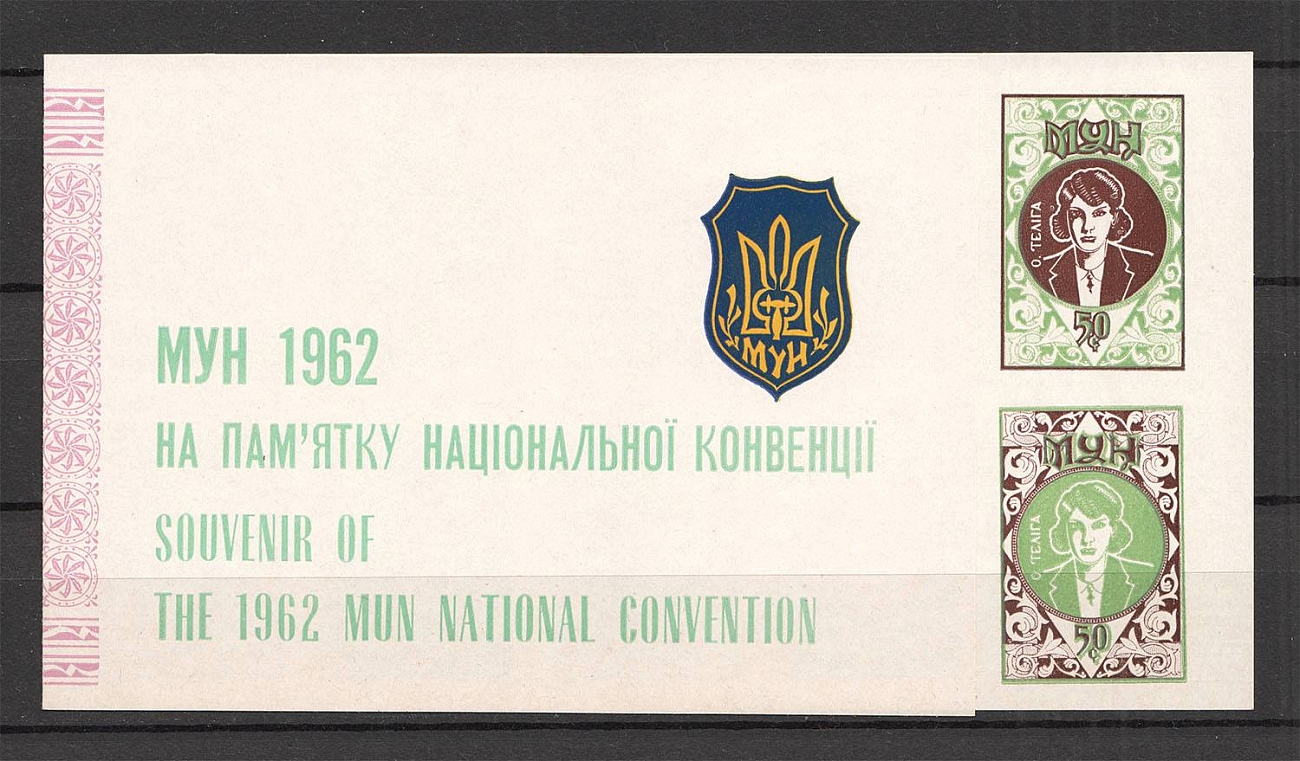 МУН 1962
НА ПАМ'ЯТКУ НАЦІОНАЛЬНОЇ КОНВЕНЦІЇ
SOUVENIR OF
THE 1962 MUN NATIONAL CONVENTION
МУН
МУН
О. ТЕЛІГА
50¢
МУН
О. ТЕЛІГА
50¢